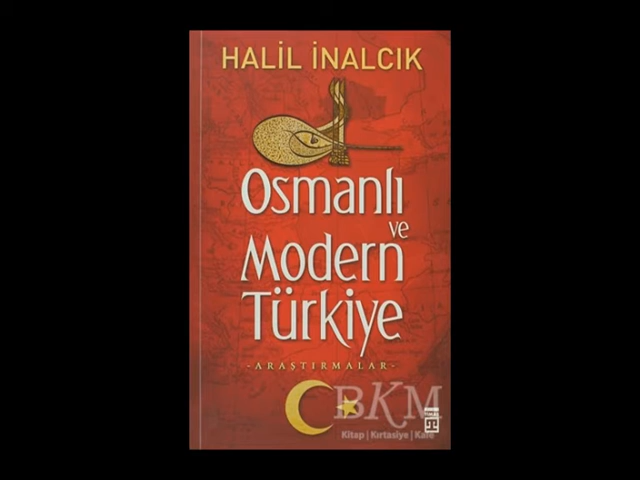 HALİL İNALCIK
Osmanlı
ve
Modern
Türkiye
-ARAŞTIRMALAR-
BKM
Kitap | Kırtasiye | Kafe